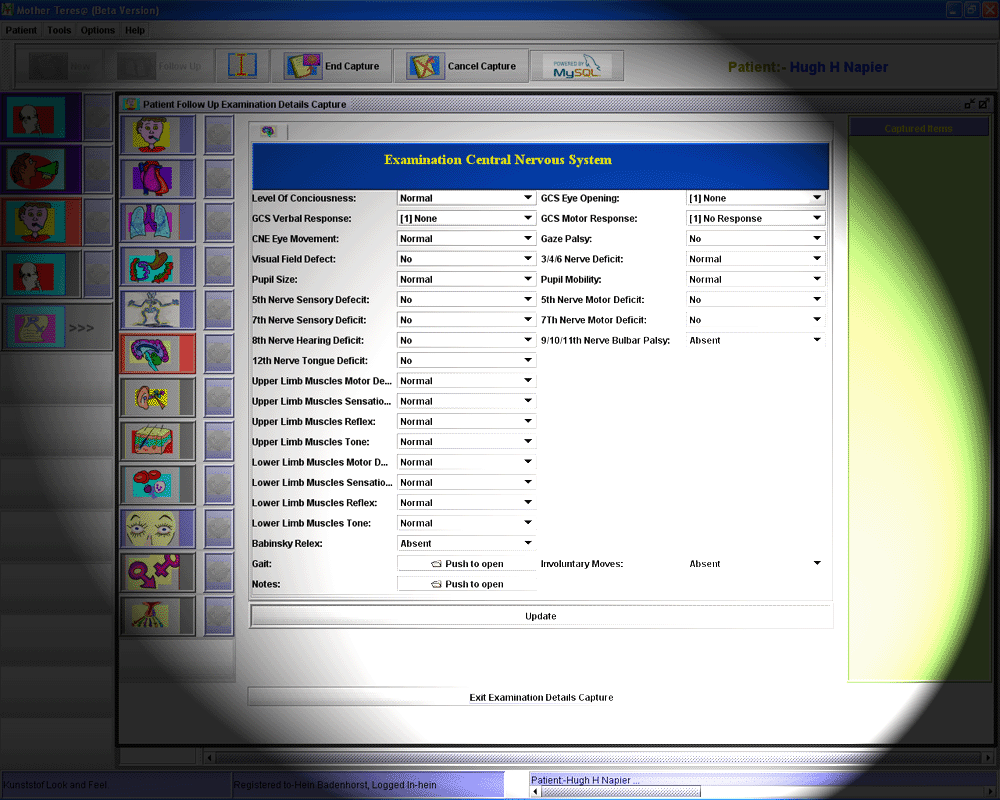 Mother Teresa (Beta Version)
Patient Tools Options Help
New Follow Up End Capture Cancel Capture POWERED BY MySQL Patient:- Hugh H Napier
Patient Follow Up Examination Details Capture
Captured Items
Examination Central Nervous System
Level Of Conciousness: Normal GCS Eye Opening: [1] None
GCS Verbal Response: [1] None GCS Motor Response: [1] No Response
CNE Eye Movement: Normal Gaze Palsy: No
Visual Field Defect: No 3/4/6 Nerve Deficit: Normal
Pupil Size: Normal Pupil Mobility: Normal
5th Nerve Sensory Defecit: No 5th Nerve Motor Deficit: No
7th Nerve Sensory Deficit: No 7Th Nerve Motor Deficit: No
8th Nerve Hearing Deficit: No 9/10/11th Nerve Bulbar Palsy: Absent
12th Nerve Tongue Deficit: No
Upper Limb Muscles Motor De... Normal
Upper Limb Muscles Sensatio... Normal
Upper Limb Muscles Reflex: Normal
Upper Limb Muscles Tone: Normal
Lower Limb Muscles Motor D... Normal
Lower Limb Muscles Sensatio... Normal
Lower Limb Muscles Reflex: Normal
Lower Limb Muscles Tone: Normal
Babinsky Relex: Absent
Gait: Push to open Involuntary Moves: Absent
Notes: Push to open
Update
Exit Examination Details Capture
>>>
Kunststof Look and Feel Registered to-Hein Badenhorst, Logged In-hein Patient:-Hugh H Napier ...